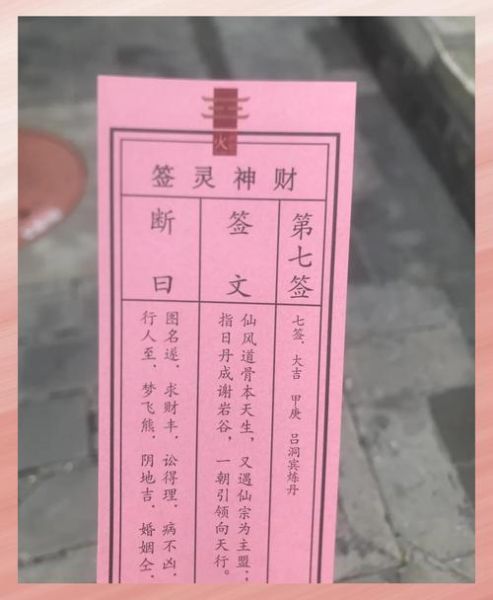 火
财神灵签
第七签
七签、大吉 甲庚 吕洞宾炼丹
签文
仙风道骨本天生，又遇仙宗为主盟；
指日丹成谢岩谷，一朝引领向天行。
断曰
图名遂．求财丰．讼得理．病不凶．
行人至．梦飞熊．阴地吉．婚姻仝．